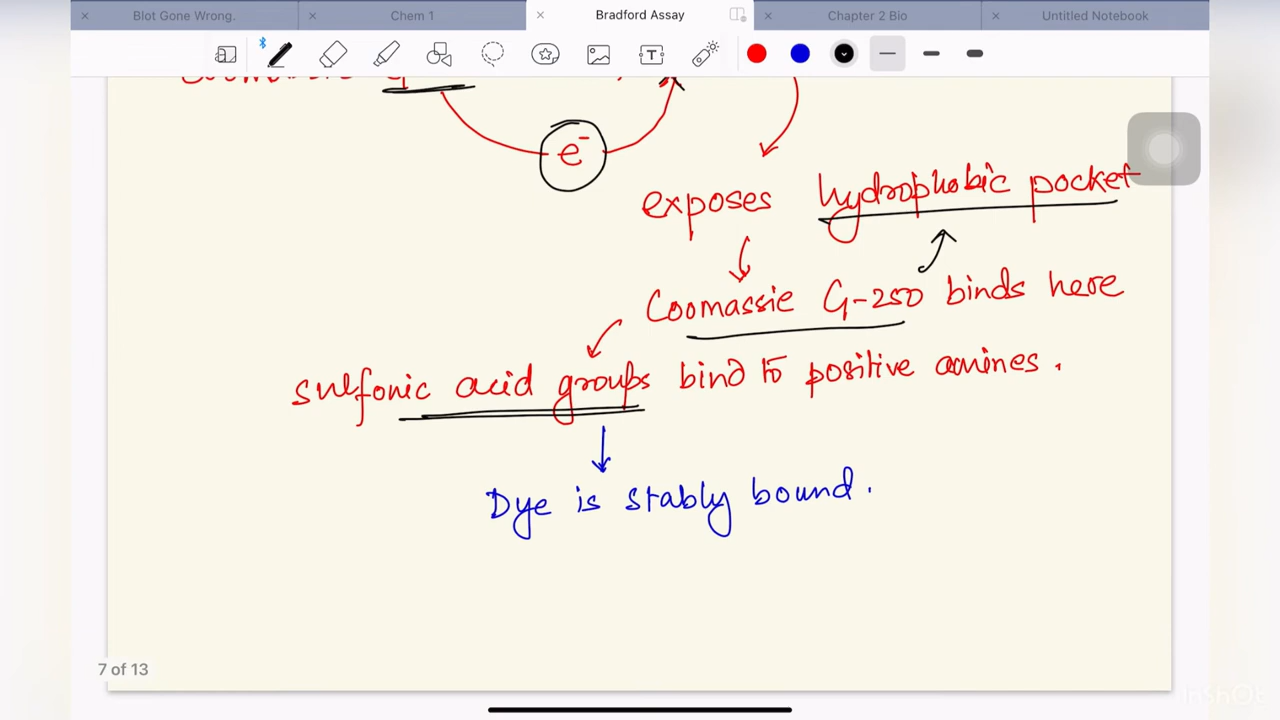 Blot Gone Wrong.
Chem 1
Bradford Assay
Chapter 2 Bio
Untitled Notebook
e⁻
exposes hydrophobic pocket
Coomassie G-250 binds here
sulfonic acid groups bind to positive amines.
Dye is stably bound.
7 of 13
InShOt